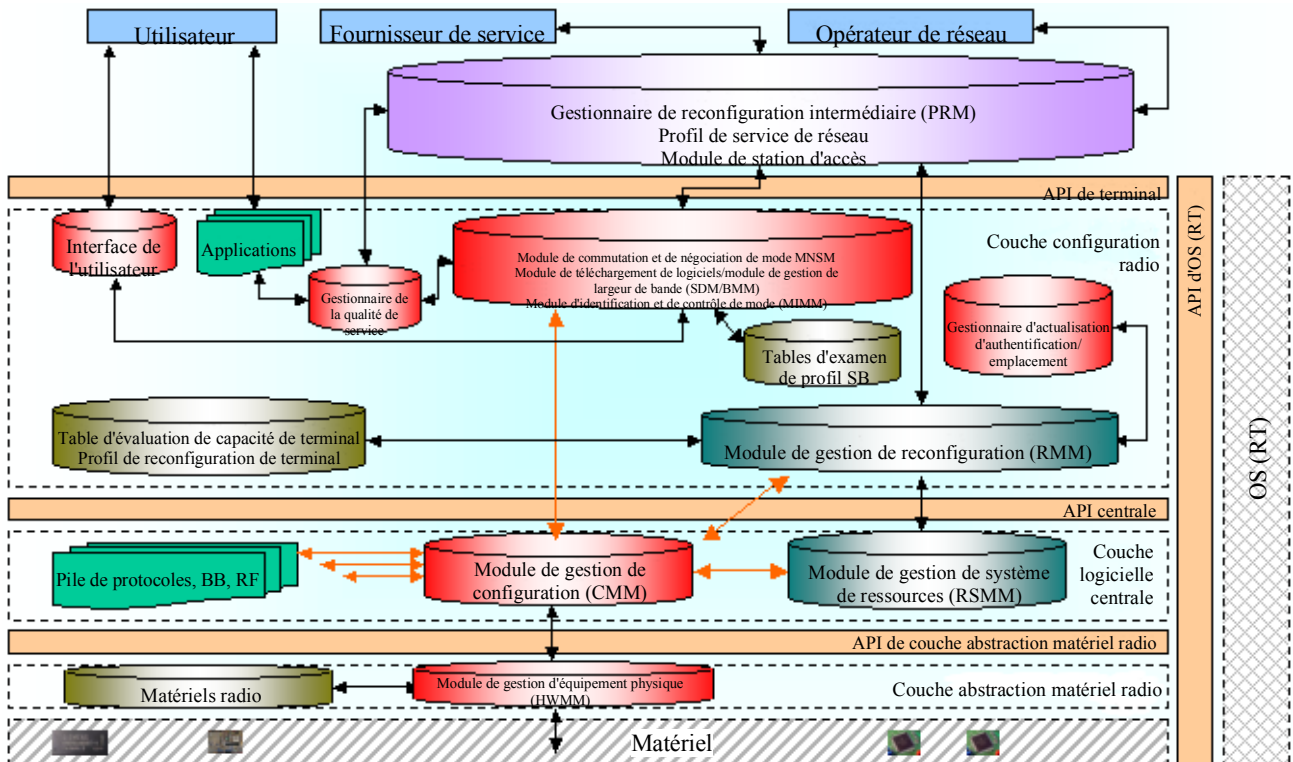 Utilisateur
Fournisseur de service
Opérateur de réseau
Gestionnaire de reconfiguration intermédiaire (PRM)
Profil de service de réseau
Module de station d'accès
API de terminal
Interface de
l'utilisateur
Applications
Gestionnaire de
la qualité de
service
Module de commutation et de négociation de mode MNSM
Module de téléchargement de logiciels/module de gestion de
largeur de bande (SDM/BMM)
Module d'identification et de contrôle de mode (MIMM)
Couche configuration
radio
Tables d'examen
de profil SB
Gestionnaire d'actualisation
d'authentification/
emplacement
Table d'évaluation de capacité de terminal
Profil de reconfiguration de terminal
Module de gestion de reconfiguration (RMM)
API centrale
Pile de protocoles, BB, RF
Module de gestion de
configuration (CMM)
Module de gestion de système
de ressources (RSMM)
Couche
logicielle
centrale
API de couche abstraction matériel radio
Matériels radio
Module de gestion d'équipement physique
(HWMM)
Couche abstraction matériel radio
Matériel
API d'OS (RT)
OS (RT)